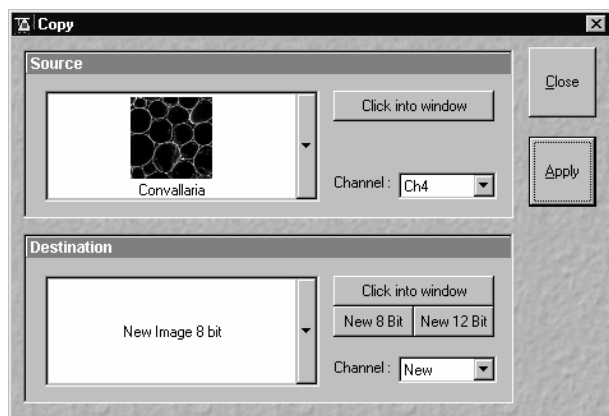 Copy
Source
Click into window
Close
Apply
Convallaria
Channel : Ch4
Destination
Click into window
New Image 8 bit
New 8 Bit New 12 Bit
Channel : New